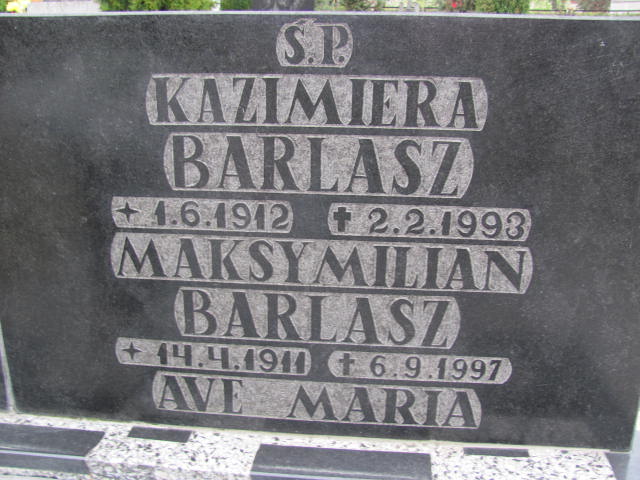 Ś.P.
KAZIMIERA
BARLASZ
+ 1.6.1912 ✝ 2.2.1993
MAKSYMILIAN
BARLASZ
+ 14.4.1911 ✝ 6.9.1997
AVE MARIA